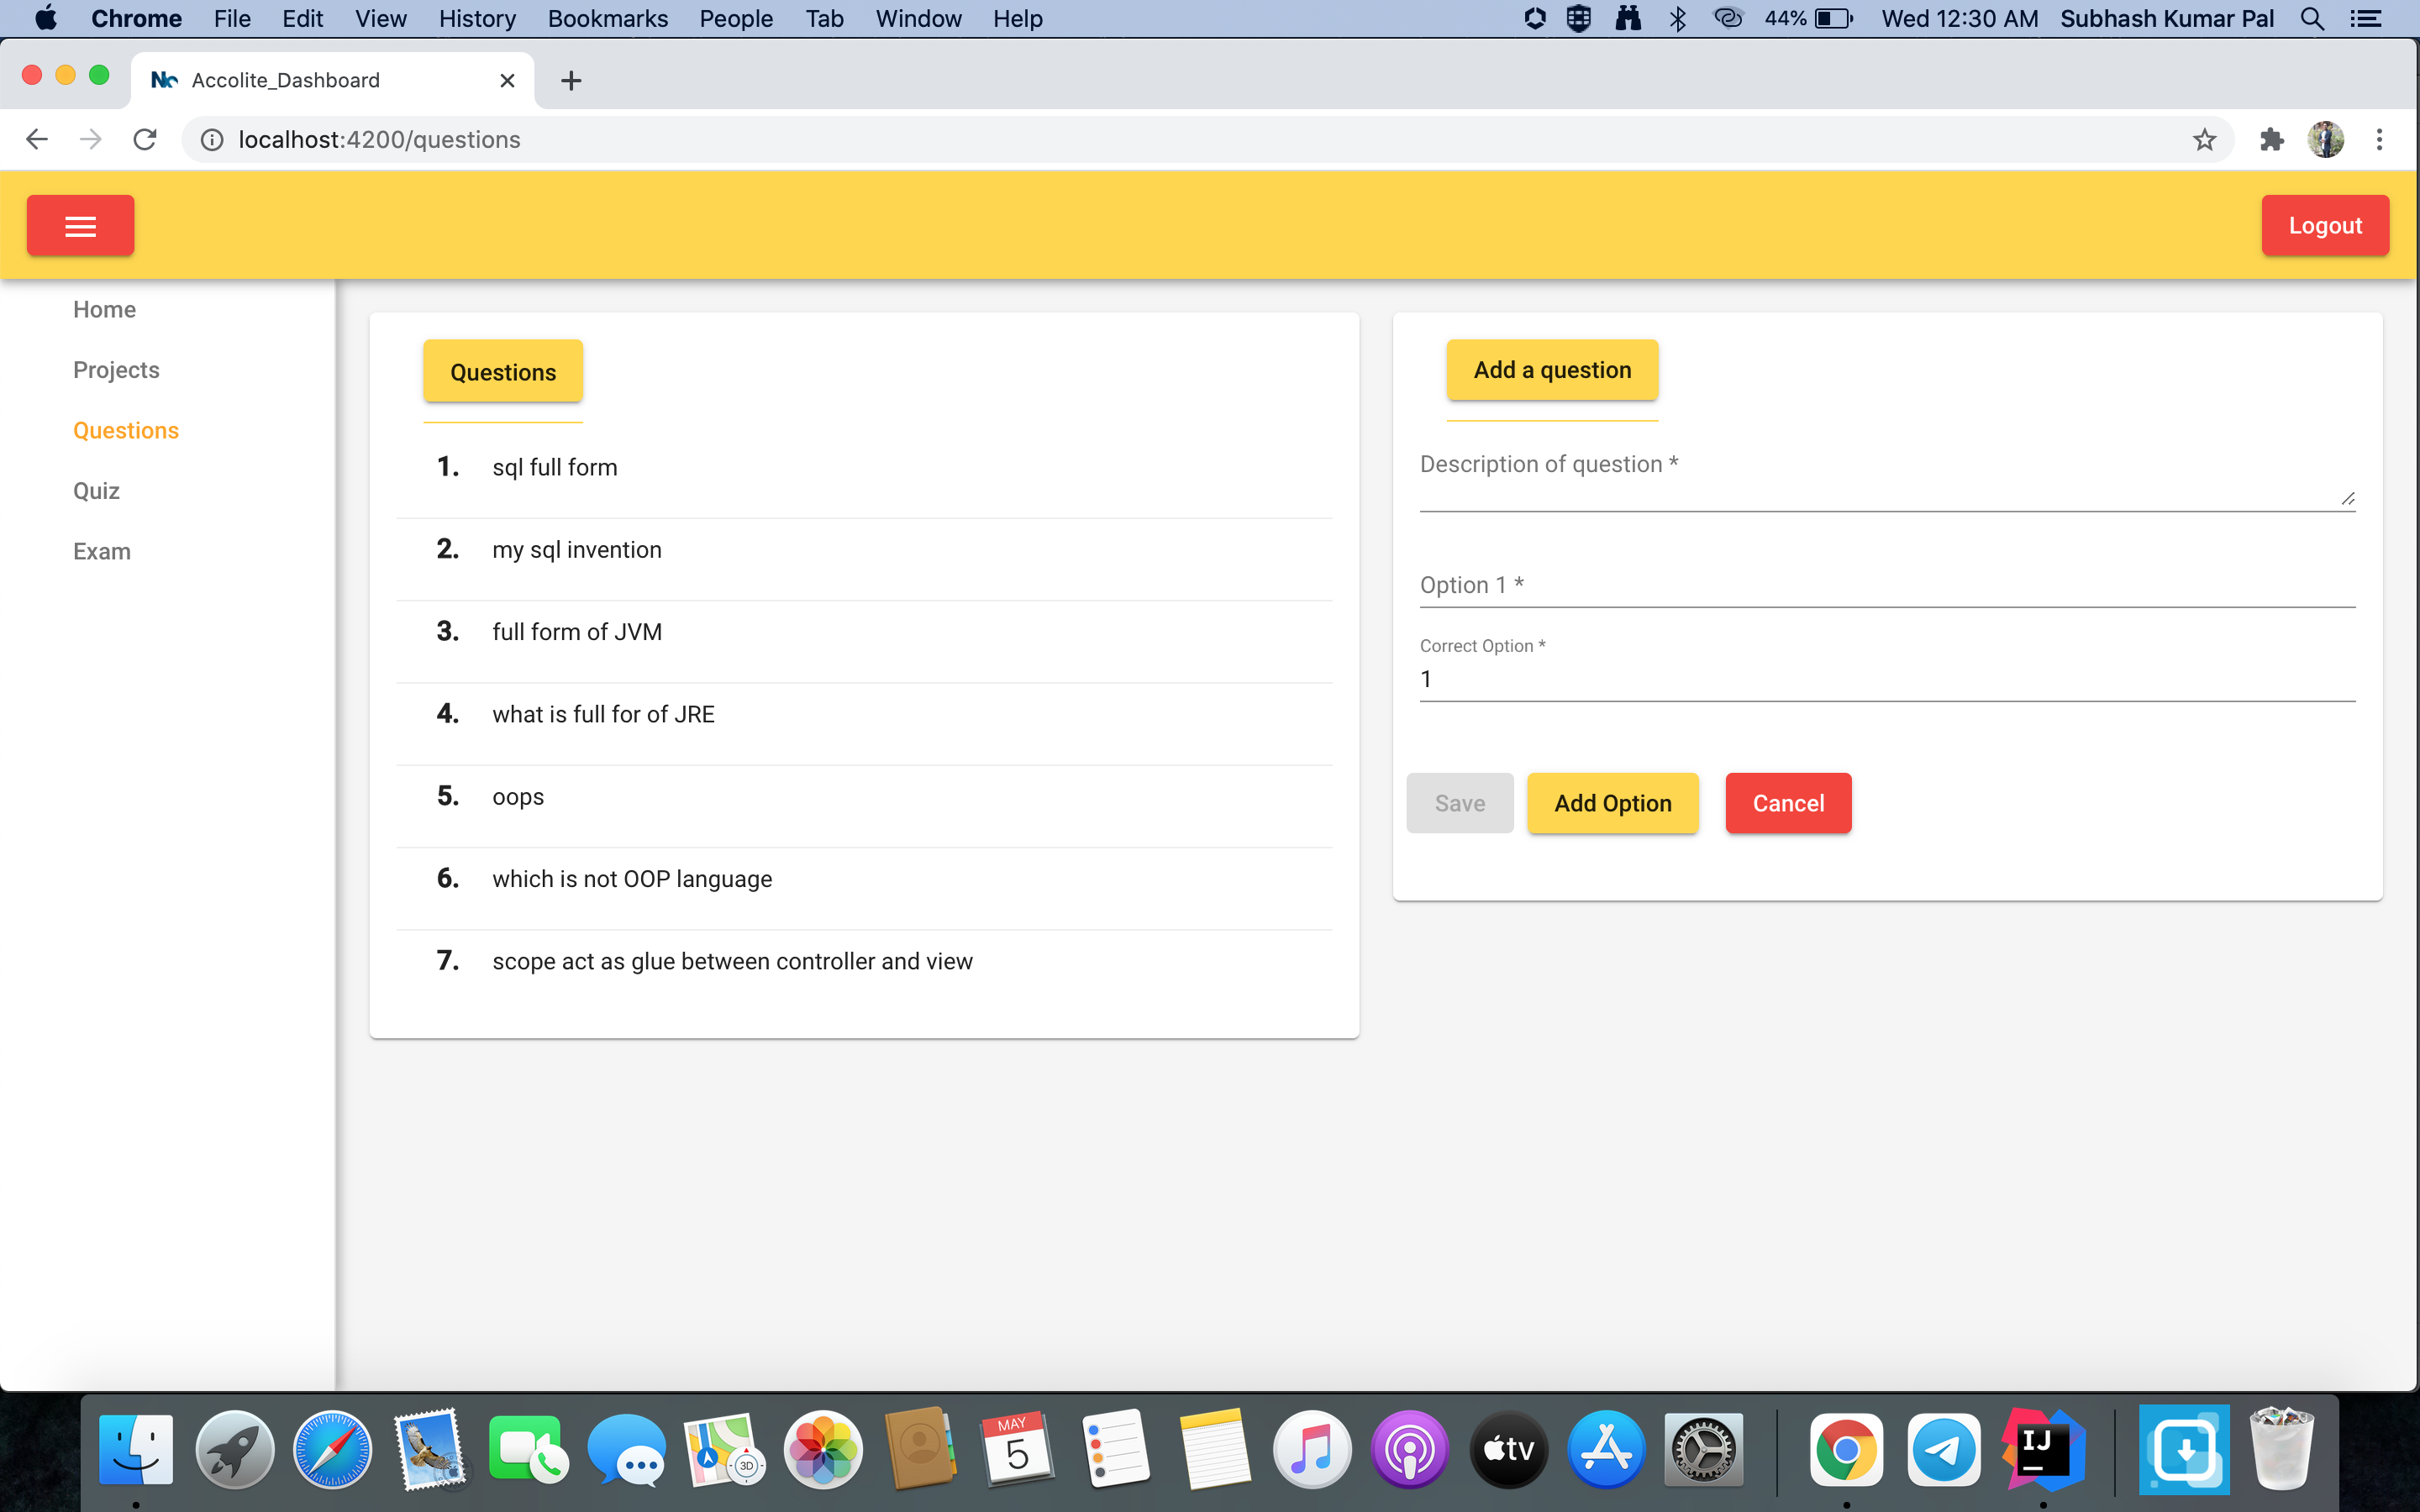 Chrome File Edit View History Bookmarks People Tab Window Help 44% Wed 12:30 AM Subhash Kumar Pal
Accolite_Dashboard
localhost:4200/questions
Logout
Home
Projects
Questions
Quiz
Exam
Questions
1. sql full form
2. my sql invention
3. full form of JVM
4. what is full for of JRE
5. oops
6. which is not OOP language
7. scope act as glue between controller and view
Add a question
Description of question *
Option 1 *
Correct Option *
1
Save Add Option Cancel
3D
MAY
5
tv
IJ